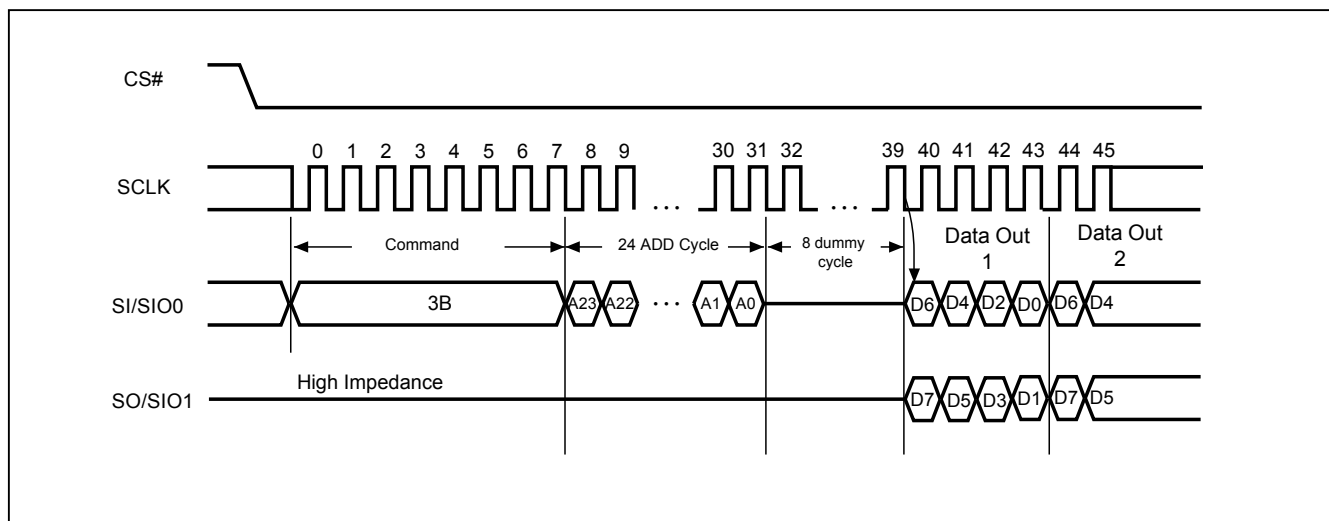 CS#
0 1 2 3 4 5 6 7 8 9 30 31 32 39 40 41 42 43 44 45
SCLK
... ...
Command 24 ADD Cycle 8 dummy cycle Data Out 1 Data Out 2
SI/SIO0 3B A23 A22 ... A1 A0 D6 D4 D2 D0 D6 D4
High Impedance
SO/SIO1 D7 D5 D3 D1 D7 D5